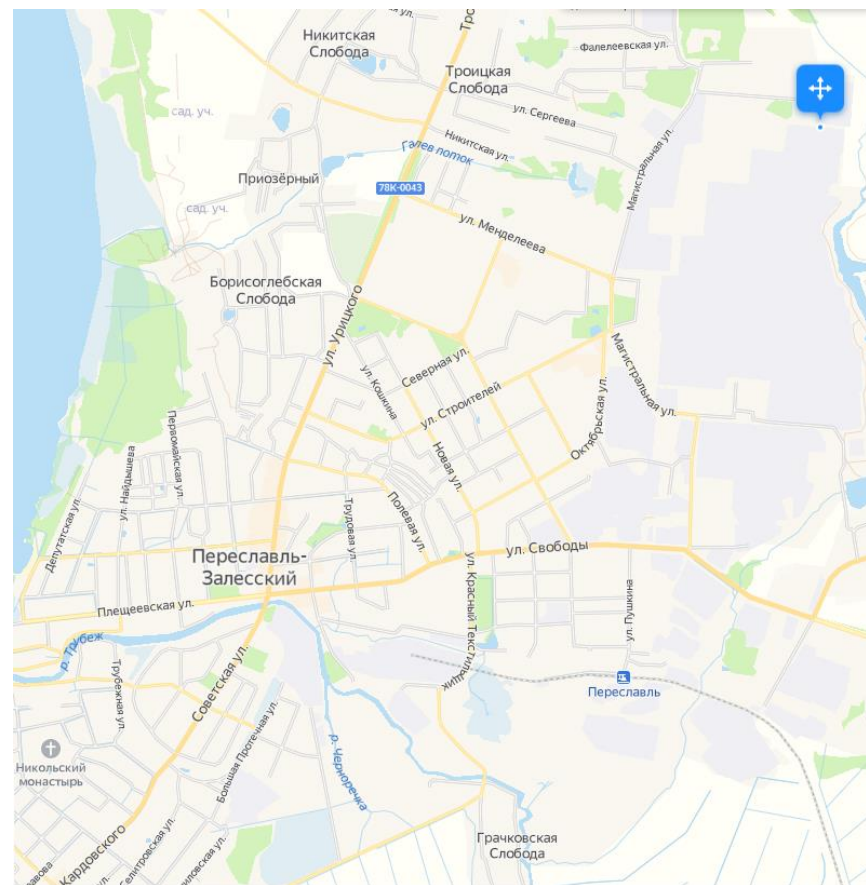 Никитская
Слобода
Тро
Фалелеевская ул.
Троицкая
Слобода
сад. уч.
ул. Сергеева
Никитская ул.
Галев поток
Магистральная ул.
Приозёрный
78К-0043
сад. уч.
ул. Менделеева
Борисоглебская
Слобода
ул. Урицкого
Северная ул.
Магистральная ул.
ул. Кошкина
ул. Строителей
Октябрьская ул.
Первомайская ул.
ул. Найдышева
Новая ул.
Депутатская ул.
Трудовая ул.
Полевая ул.
Переславль-
Залесский
ул. Свободы
ул. Красный Текстильщик
Плещеевская ул.
ул. Пушкина
р. Трубеж
Трубежная ул.
Советская ул.
Переславль
Никольский
монастырь
Большая Протечная ул.
р. Черноречка
Грачковская
Слобода
Кардовского
Селитровская ул.